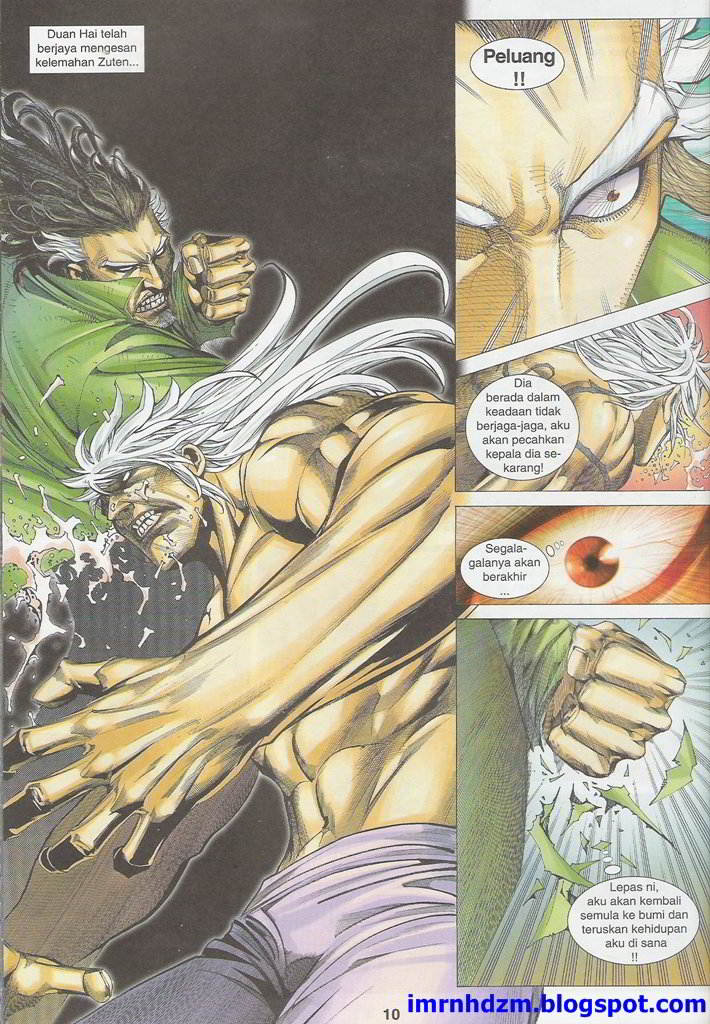 Duan Hai telah
berjaya mengesan
kelemahan Zuten...
Peluang
!!
Dia
berada dalam
keadaan tidak
berjaga-jaga, aku
akan pecahkan
kepala dia se-
karang!
Segala-
galanya akan
berakhir
...
Lepas ni,
aku akan kembali
semula ke bumi dan
teruskan kehidupan
aku di sana
!!
10
imrnhdzm.blogspot.com